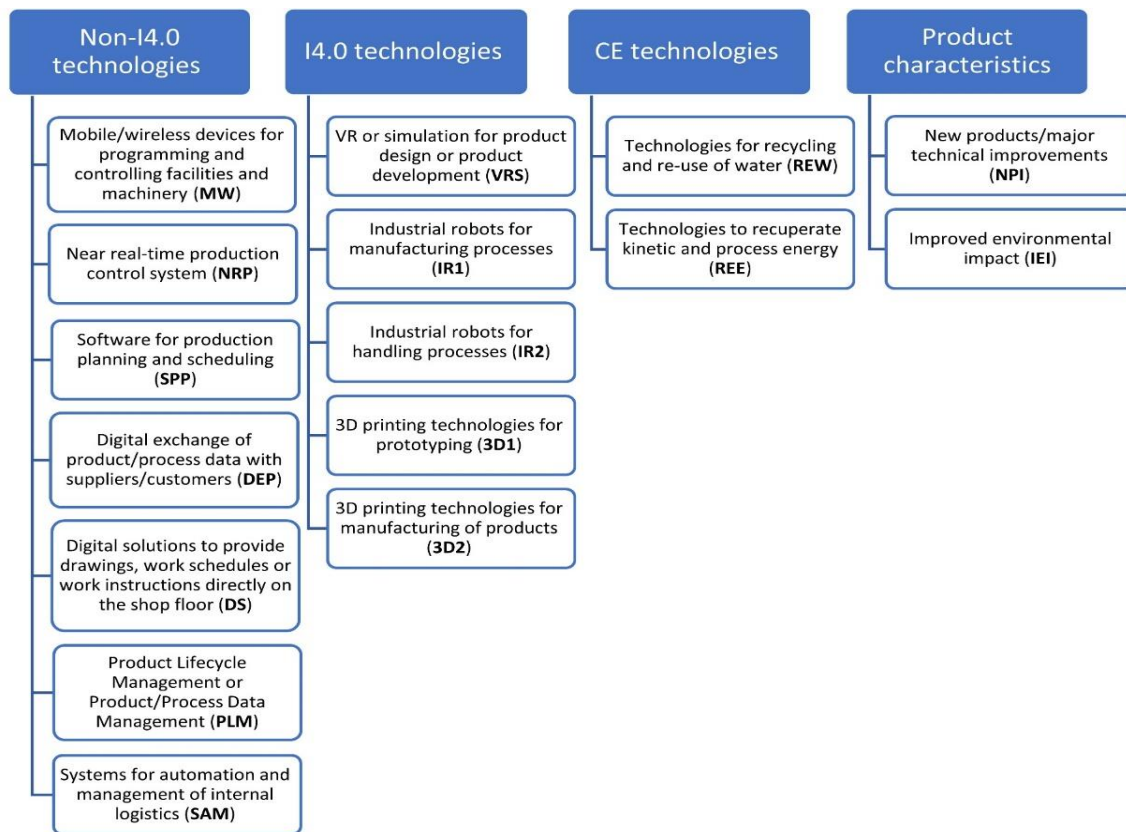 Non-I4.0
technologies
Mobile/wireless devices for
programming and
controlling facilities and
machinery (MW)
Near real-time production
control system (NRP)
Software for production
planning and scheduling
(SPP)
Digital exchange of
product/process data with
suppliers/customers (DEP)
Digital solutions to provide
drawings, work schedules or
work instructions directly on
the shop floor (DS)
Product Lifecycle
Management or
Product/Process Data
Management (PLM)
Systems for automation and
management of internal
logistics (SAM)
I4.0 technologies
VR or simulation for product
design or product
development (VRS)
Industrial robots for
manufacturing processes
(IR1)
Industrial robots for
handling processes (IR2)
3D printing technologies for
prototyping (3D1)
3D printing technologies for
manufacturing of products
(3D2)
CE technologies
Technologies for recycling
and re-use of water (REW)
Technologies to recuperate
kinetic and process energy
(REE)
Product
characteristics
New products/major
technical improvements
(NPI)
Improved environmental
impact (IEI)